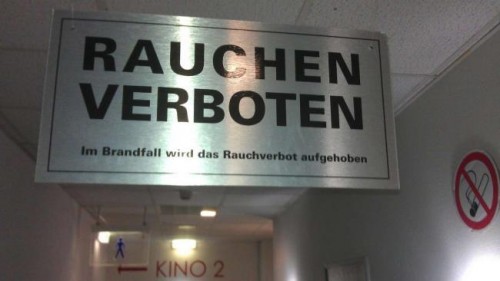 RAUCHEN
VERBOTEN
Im Brandfall wird das Rauchverbot aufgehoben
KINO 2